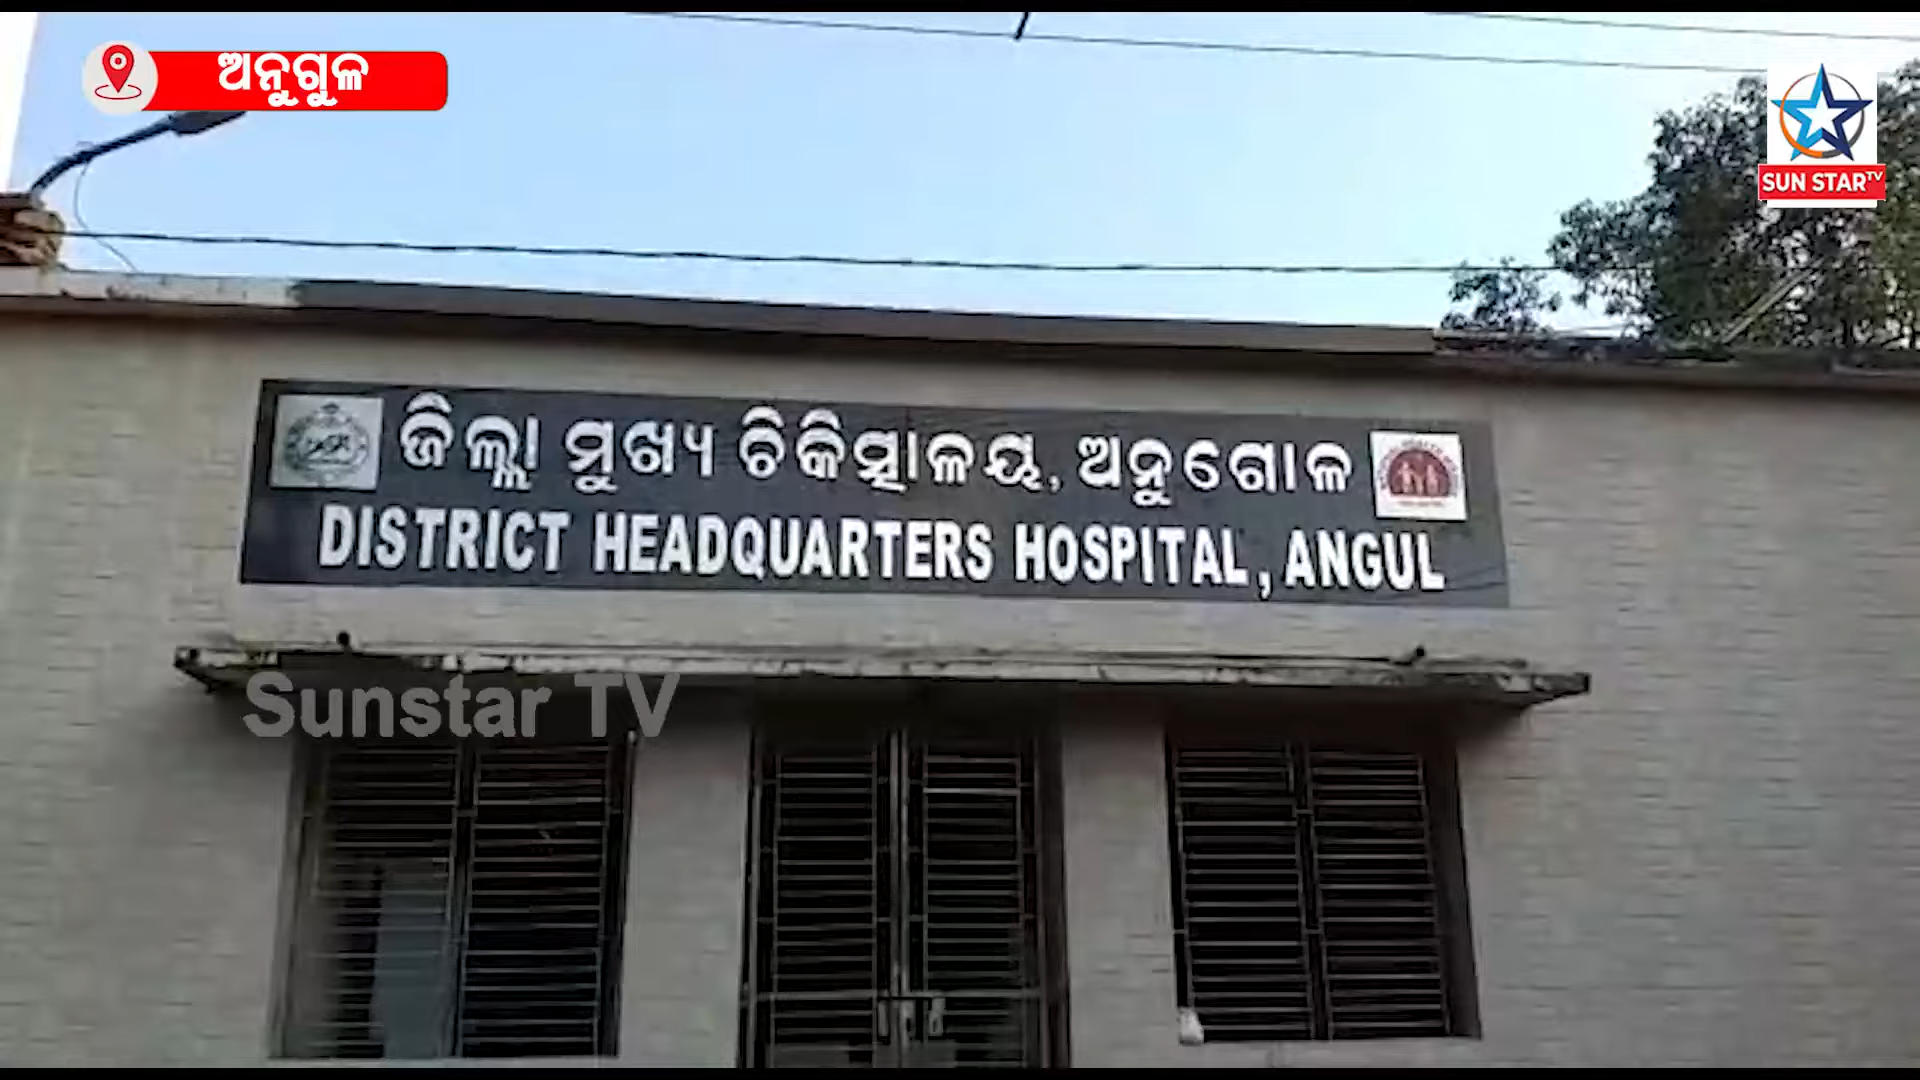 ଅନୁଗୁଳ
SUN STAR TV
ଜିଲ୍ଲା ମୁଖ୍ୟ ଚିକିତ୍ସାଳୟ, ଅନୁଗୋଳ
DISTRICT HEADQUARTERS HOSPITAL, ANGUL
Sunstar TV